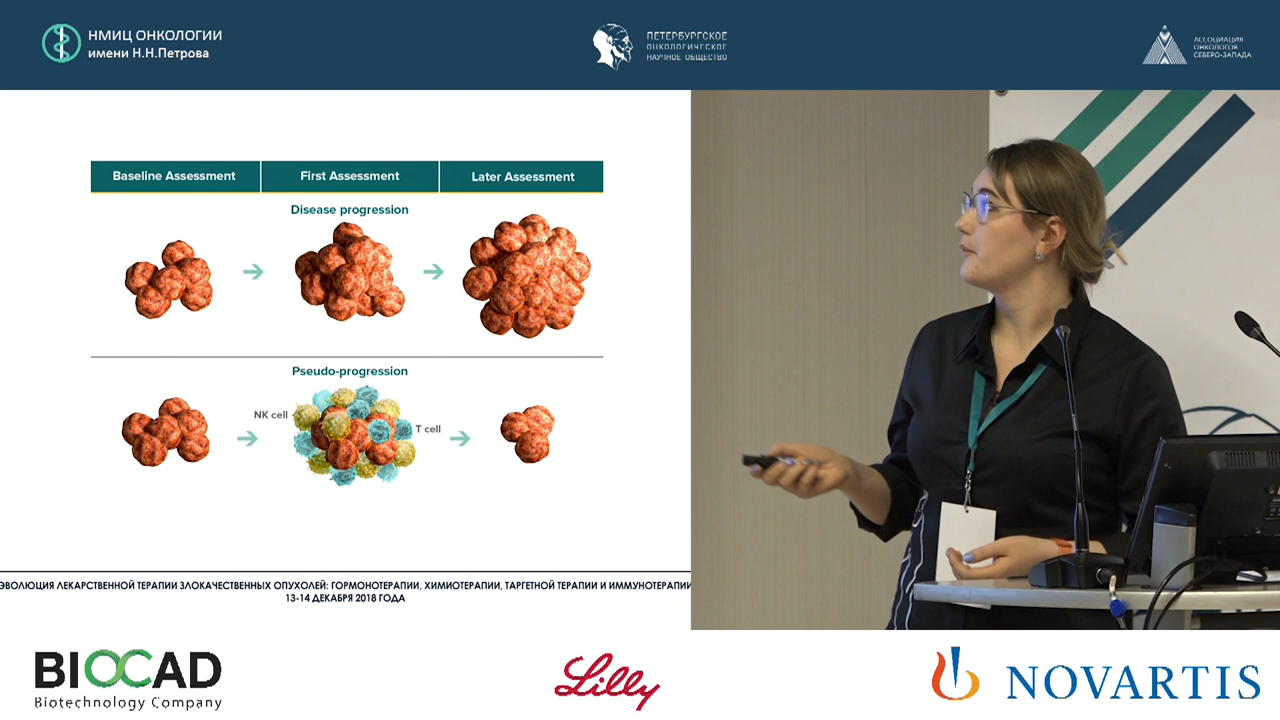 НМИЦ ОНКОЛОГИИ
имени Н.Н.Петрова
ПЕТЕРБУРГСКОЕ
ОНКОЛОГИЧЕСКОЕ
НАУЧНОЕ ОБЩЕСТВО
АССОЦИАЦИЯ
ОНКОЛОГОВ
СЕВЕРО-ЗАПАДА
Baseline Assessment
First Assessment
Later Assessment
Disease progression
Pseudo-progression
NK cell
T cell
ЭВОЛЮЦИЯ ЛЕКАРСТВЕННОЙ ТЕРАПИИ ЗЛОКАЧЕСТВЕННЫХ ОПУХОЛЕЙ: ГОРМОНОТЕРАПИИ, ХИМИОТЕРАПИИ, ТАРГЕТНОЙ ТЕРАПИИ И ИММУНОТЕРАПИИ
13-14 ДЕКАБРЯ 2018 ГОДА
BIOCAD
Biotechnology Company
Lilly
NOVARTIS